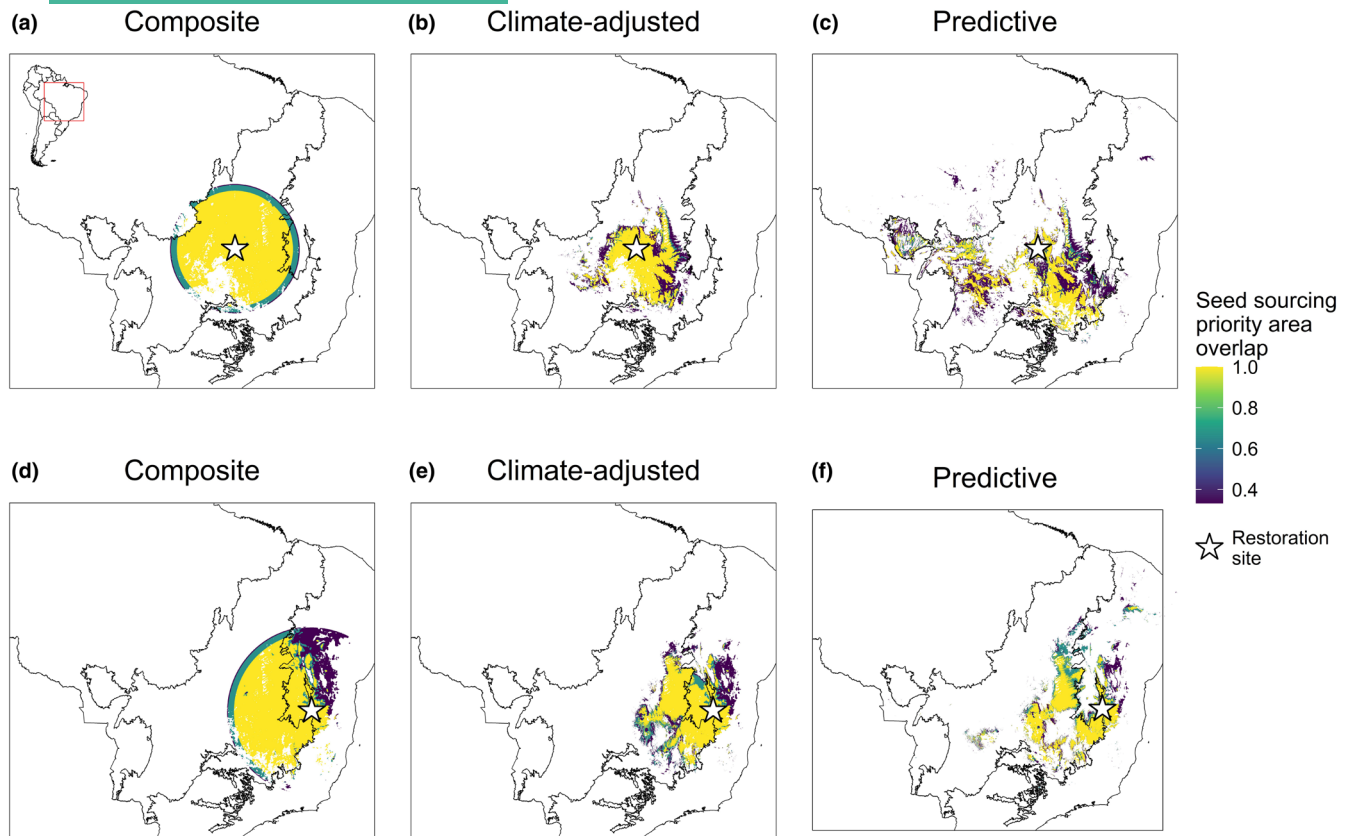 (a) Composite
(b) Climate-adjusted
(c) Predictive
Seed sourcing
priority area
overlap
1.0
0.8
0.6
0.4
Restoration
site
(d) Composite
(e) Climate-adjusted
(f) Predictive